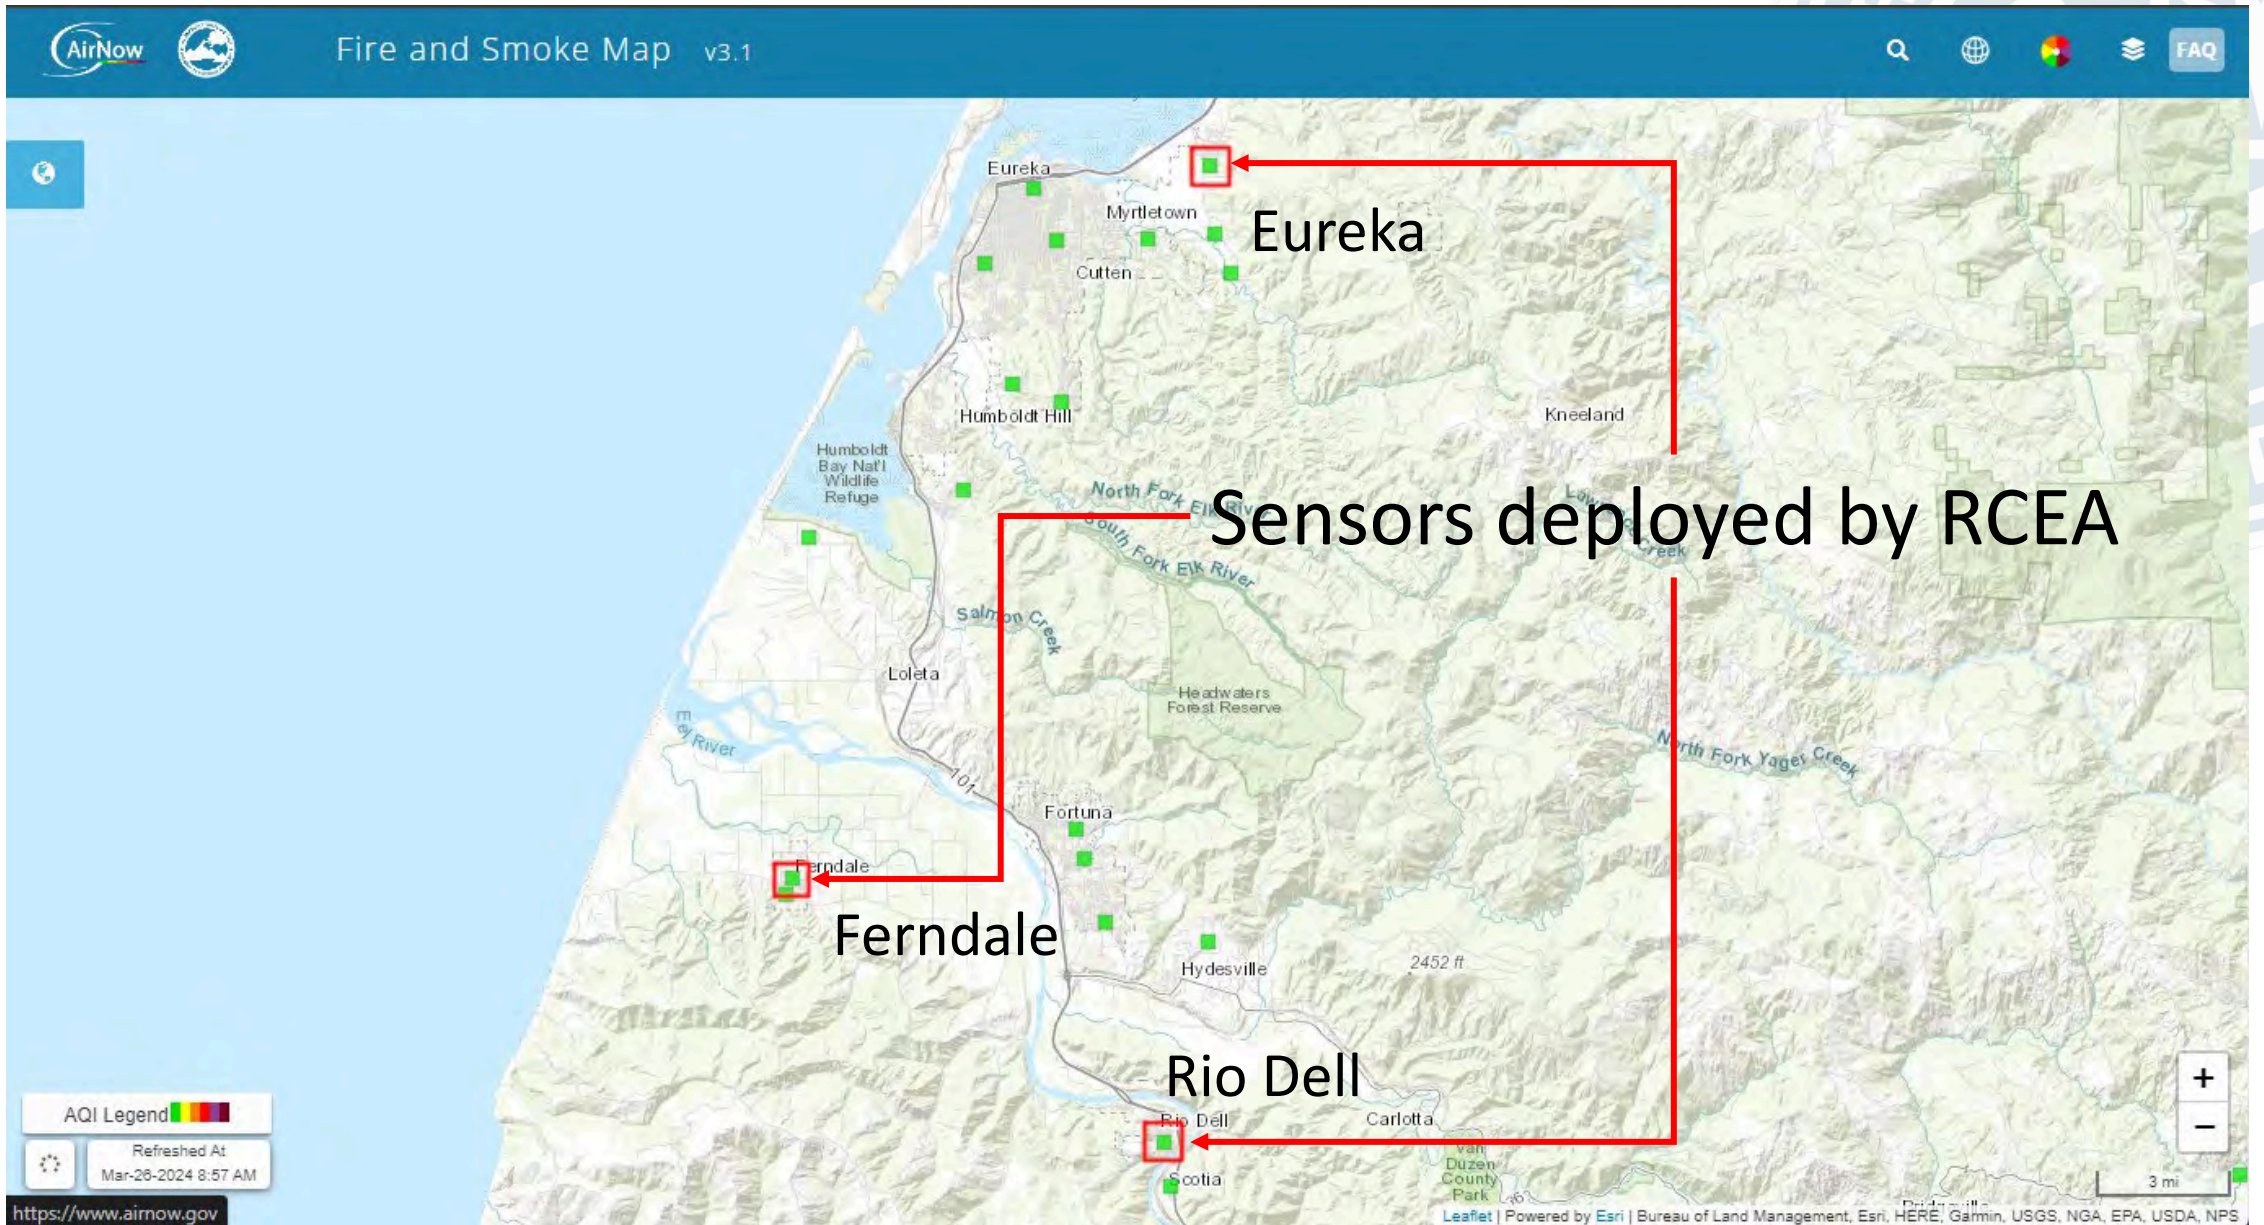 AirNow
Fire and Smoke Map v3.1
FAQ
Eureka
Myrtletown
Eureka
Cutten
Humboldt Hill
Kneeland
Humboldt
Bay Nat'l
Wildlife
Refuge
North Fork Elk River
Sensors deployed by RCEA
South Fork Elk River
Creek
Salmon Creek
Loleta
Headwaters
Forest Reserve
Eel River
North Fork Yager Creek
101
Fortuna
Ferndale
Ferndale
Hydesville
2452 ft
Rio Dell
Rio Dell
Carlotta
Van
Duzen
County
Park
Scotia
AQI Legend
Refreshed At
Mar-26-2024 8:57 AM
+
−
3 mi
https://www.airnow.gov
Leaflet | Powered by Esri | Bureau of Land Management, Esri, HERE, Garmin, USGS, NGA, EPA, USDA, NPS